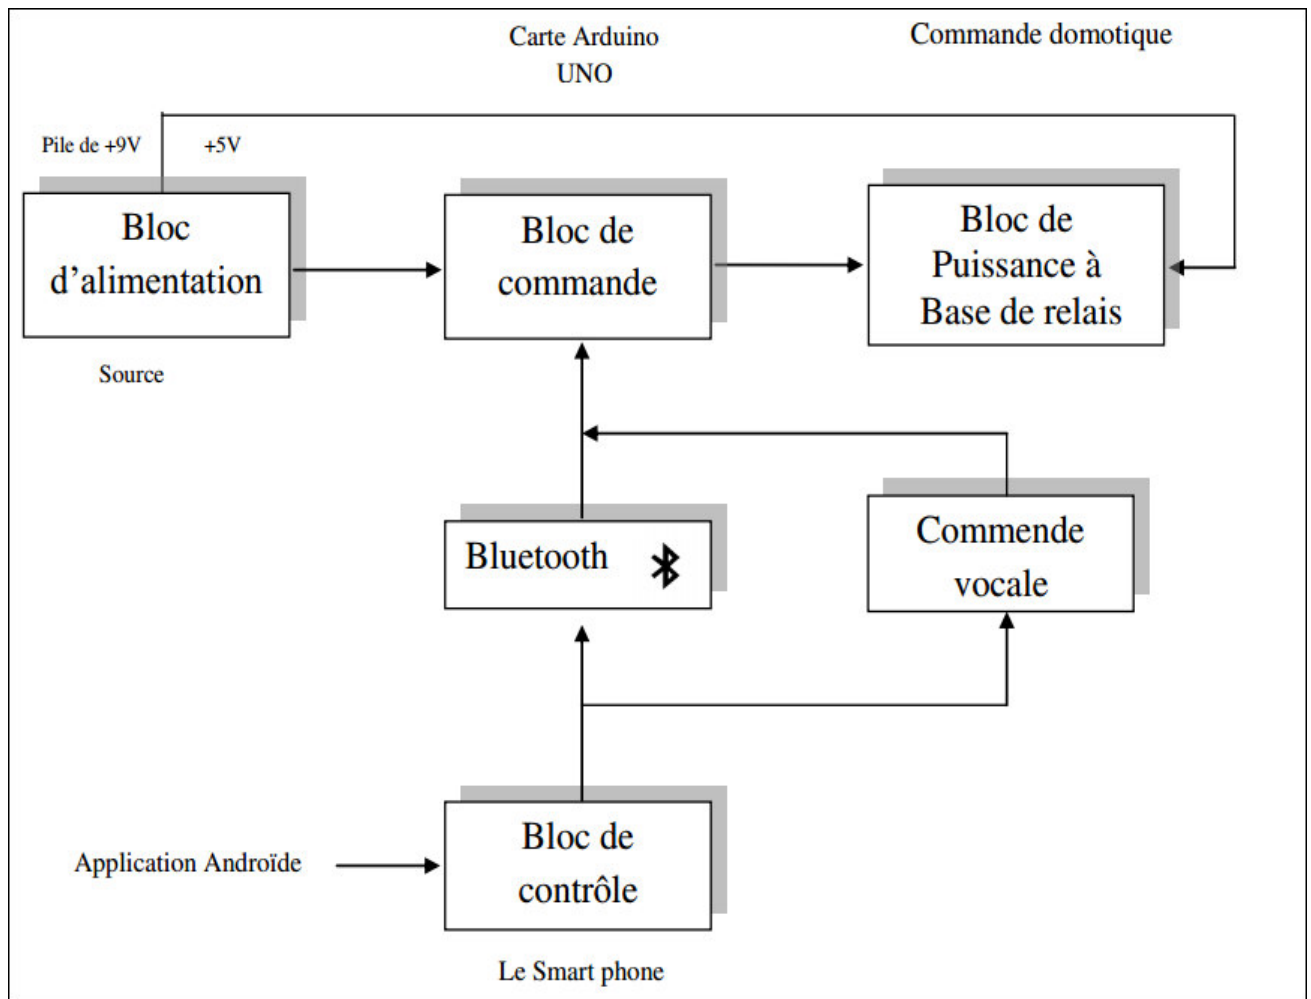 Carte Arduino
UNO
Commande domotique
Pile de +9V
+5V
Bloc
d’alimentation
Source
Bloc de
commande
Bloc de
Puissance à
Base de relais
Bluetooth
Commende
vocale
Application Androïde
Bloc de
contrôle
Le Smart phone